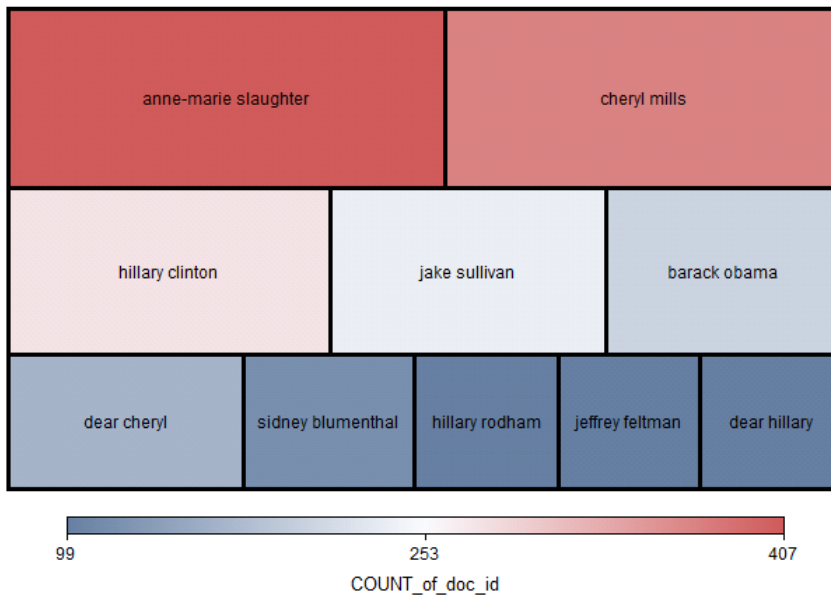 anne-marie slaughter
cheryl mills
hillary clinton
jake sullivan
barack obama
dear cheryl
sidney blumenthal
hillary rodham
jeffrey feltman
dear hillary
99
253
407
COUNT_of_doc_id